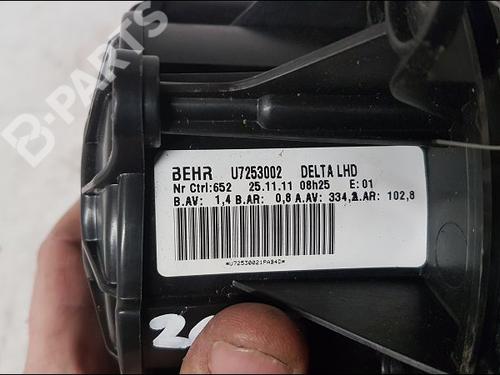 B-PARTS
BEHR U7253002 DELTA LHD
Nr Ctrl:652 25.11.11 08h25 E:01
B.AV: 1,4 B.AR: 0,8 A.AV: 334, A.AR: 102,8
*U72530021PAB4D*